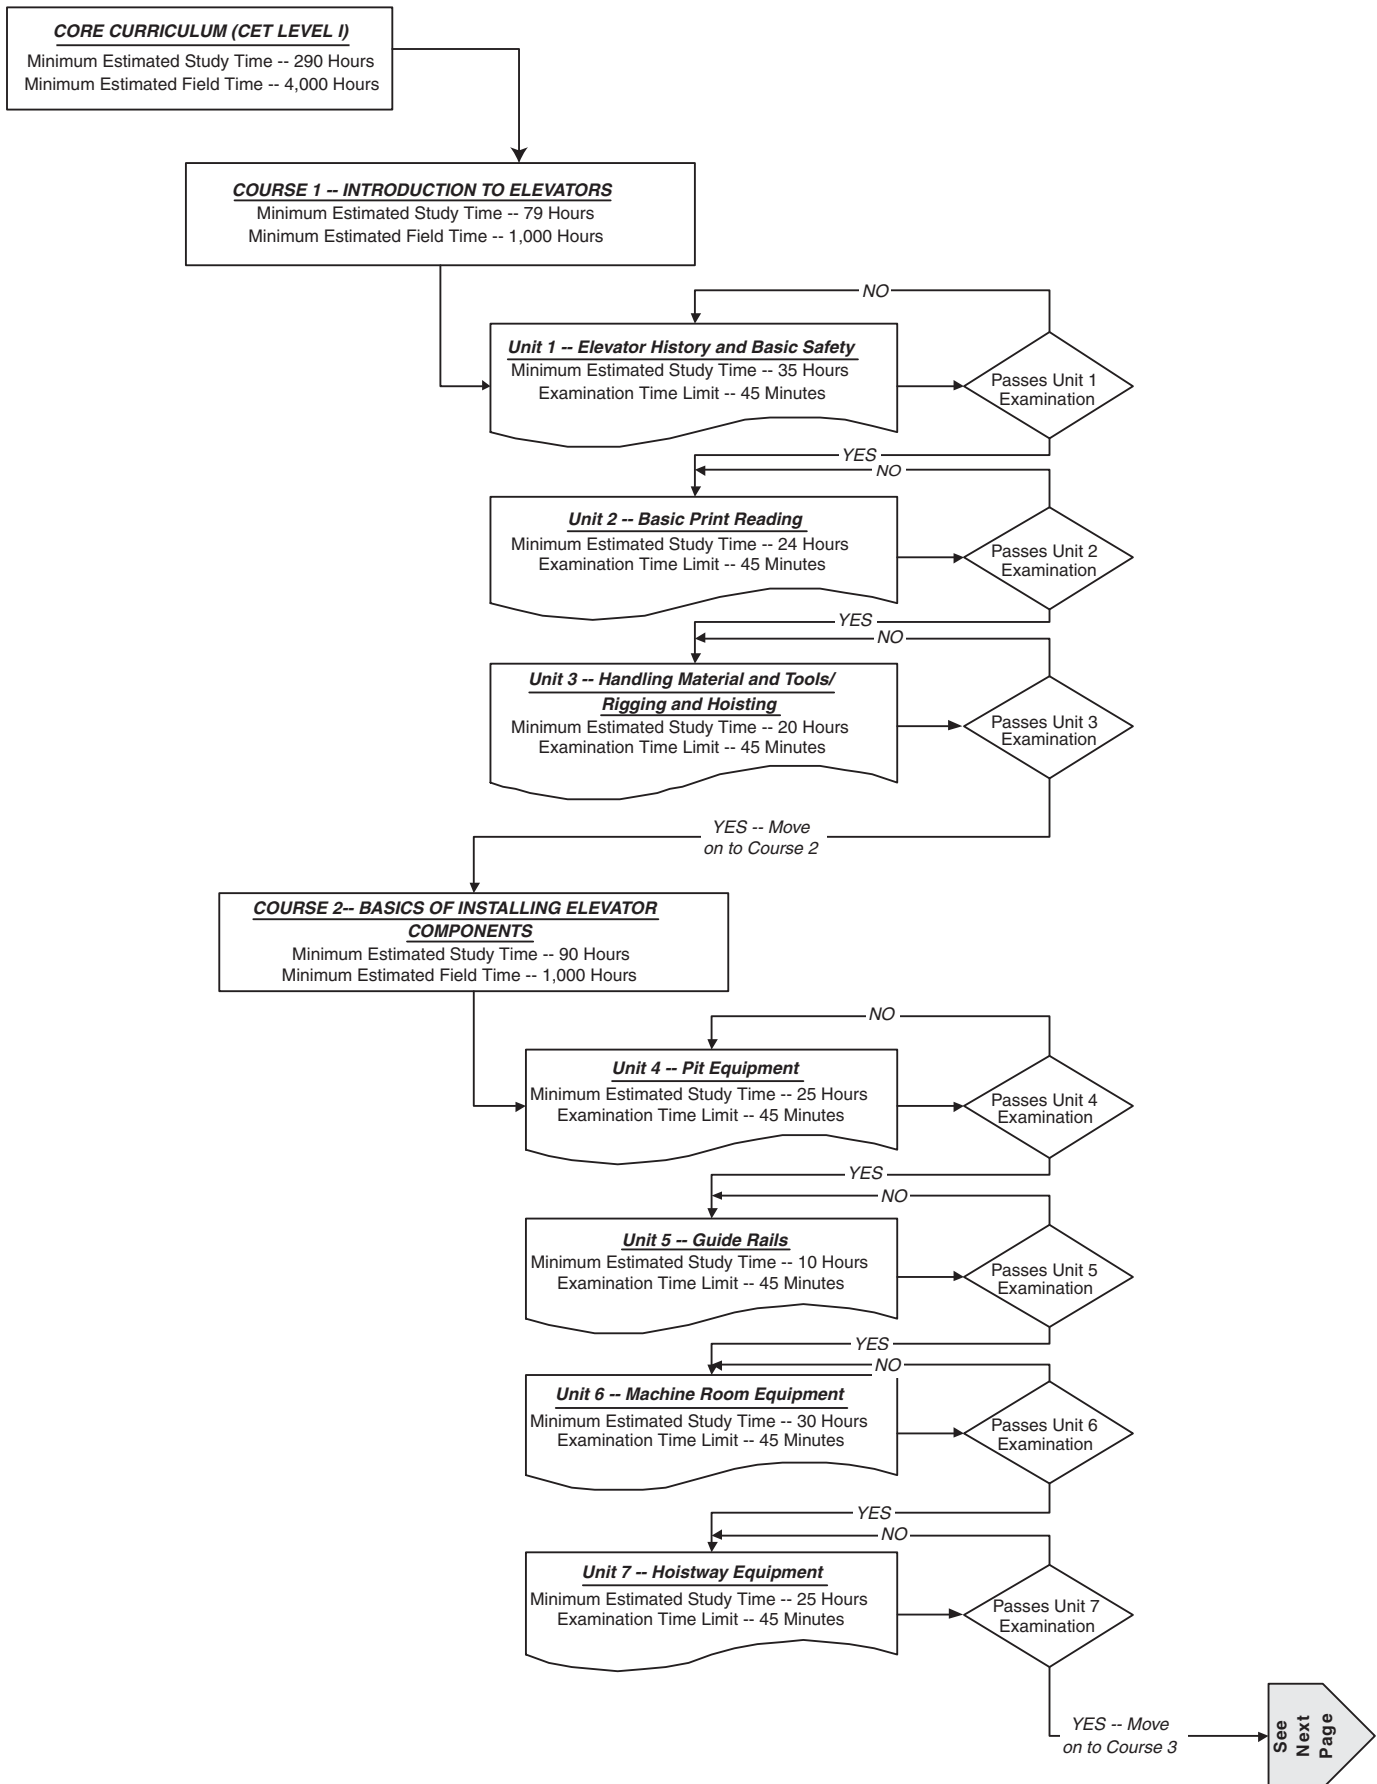 CORE CURRICULUM (CET LEVEL I)
Minimum Estimated Study Time -- 290 Hours
Minimum Estimated Field Time -- 4,000 Hours
COURSE 1 -- INTRODUCTION TO ELEVATORS
Minimum Estimated Study Time -- 79 Hours
Minimum Estimated Field Time -- 1,000 Hours
NO
Unit 1 -- Elevator History and Basic Safety
Minimum Estimated Study Time -- 35 Hours
Examination Time Limit -- 45 Minutes
Passes Unit 1
Examination
YES
NO
Unit 2 -- Basic Print Reading
Minimum Estimated Study Time -- 24 Hours
Examination Time Limit -- 45 Minutes
Passes Unit 2
Examination
YES
NO
Unit 3 -- Handling Material and Tools/
Rigging and Hoisting
Minimum Estimated Study Time -- 20 Hours
Examination Time Limit -- 45 Minutes
Passes Unit 3
Examination
YES -- Move
on to Course 2
COURSE 2-- BASICS OF INSTALLING ELEVATOR
COMPONENTS
Minimum Estimated Study Time -- 90 Hours
Minimum Estimated Field Time -- 1,000 Hours
NO
Unit 4 -- Pit Equipment
Minimum Estimated Study Time -- 25 Hours
Examination Time Limit -- 45 Minutes
Passes Unit 4
Examination
YES
NO
Unit 5 -- Guide Rails
Minimum Estimated Study Time -- 10 Hours
Examination Time Limit -- 45 Minutes
Passes Unit 5
Examination
YES
NO
Unit 6 -- Machine Room Equipment
Minimum Estimated Study Time -- 30 Hours
Examination Time Limit -- 45 Minutes
Passes Unit 6
Examination
YES
NO
Unit 7 -- Hoistway Equipment
Minimum Estimated Study Time -- 25 Hours
Examination Time Limit -- 45 Minutes
Passes Unit 7
Examination
YES -- Move
on to Course 3
See
Next
Page